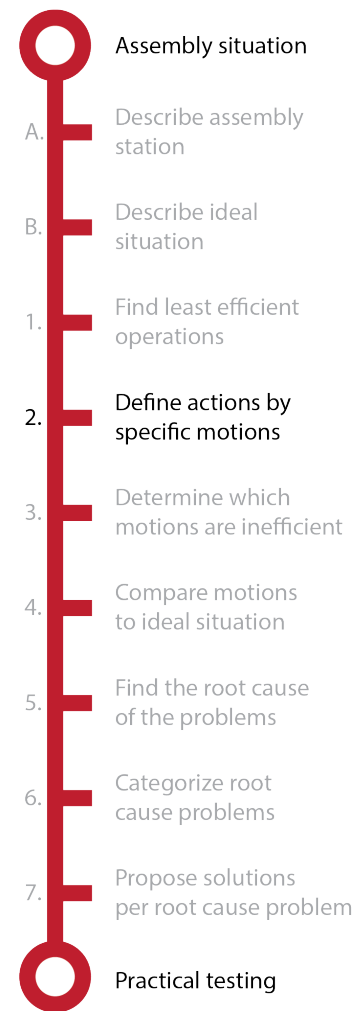 Assembly situation
A. Describe assembly
station
B. Describe ideal
situation
1. Find least efficient
operations
2. Define actions by
specific motions
3. Determine which
motions are inefficient
4. Compare motions
to ideal situation
5. Find the root cause
of the problems
6. Categorize root
cause problems
7. Propose solutions
per root cause problem
Practical testing